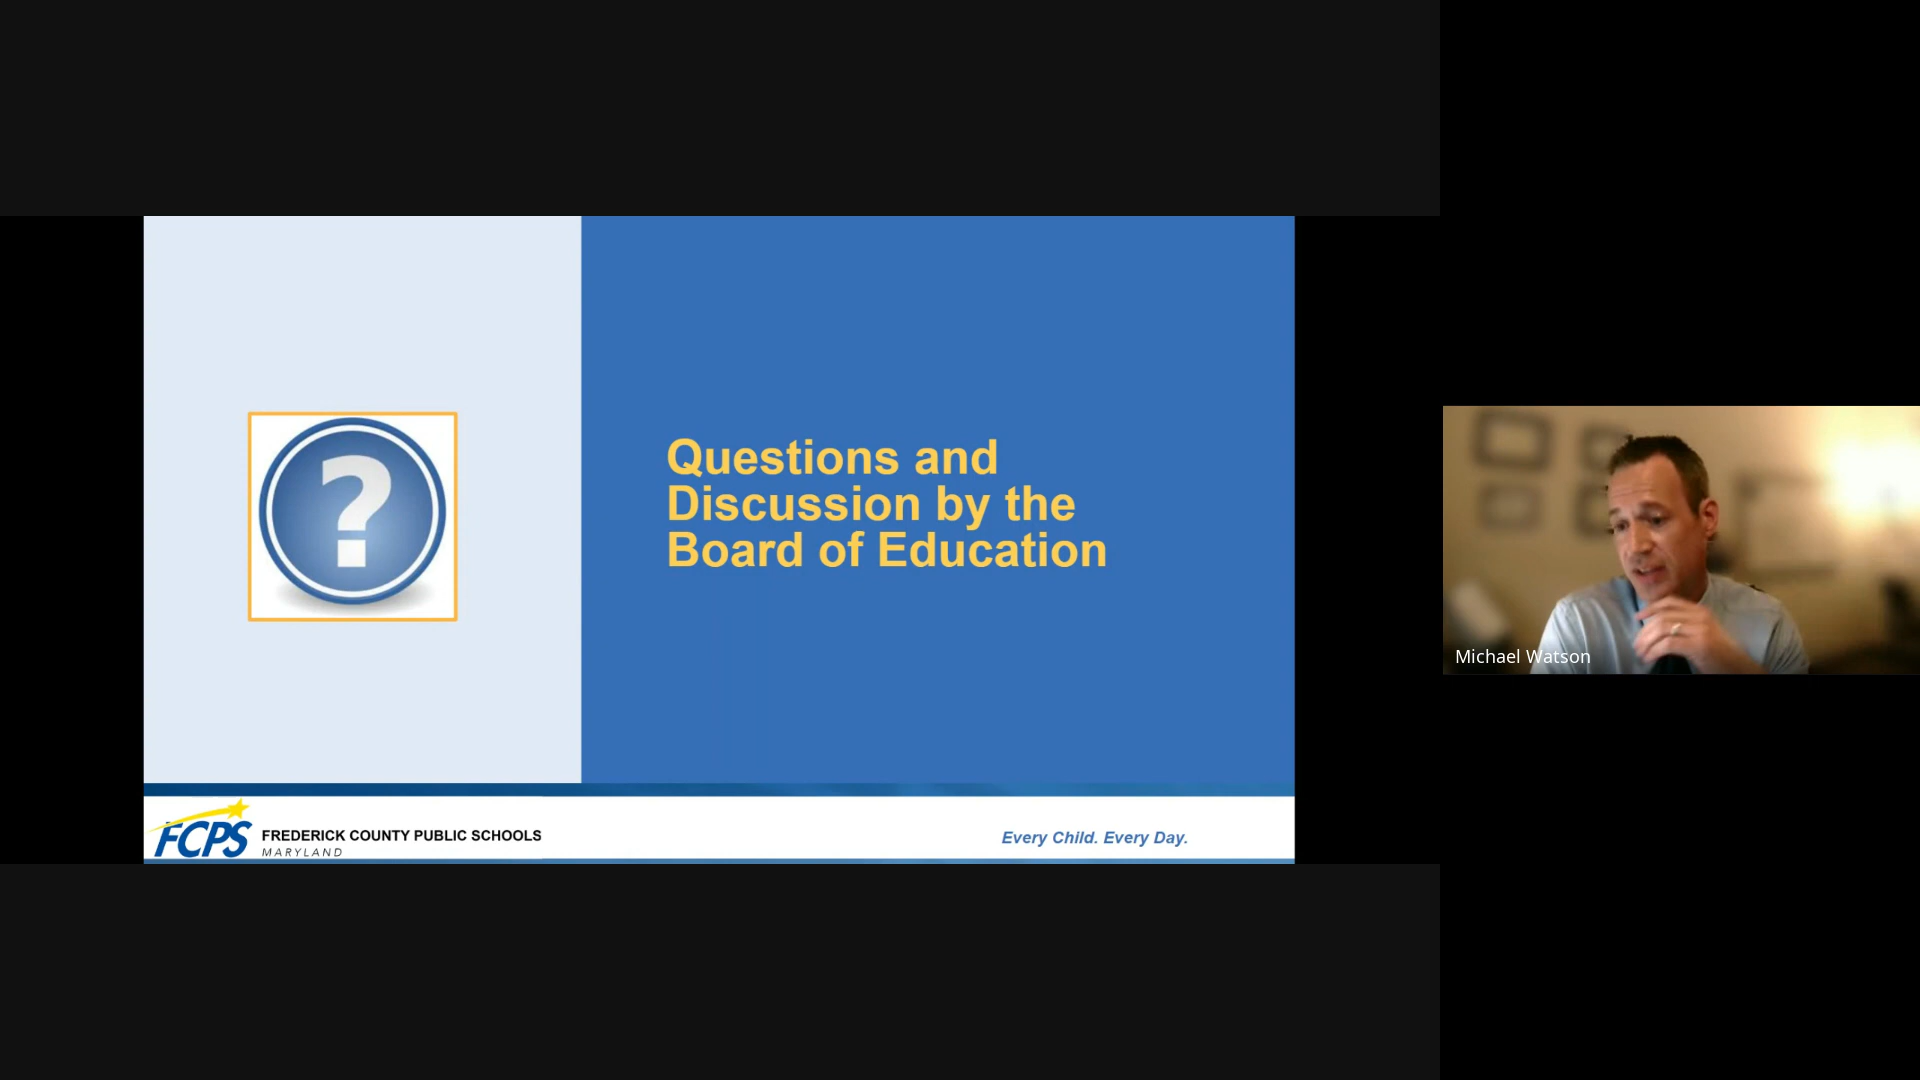 ?
Questions and
Discussion by the
Board of Education
FCPS
FREDERICK COUNTY PUBLIC SCHOOLS
MARYLAND
Every Child. Every Day.
Michael Watson